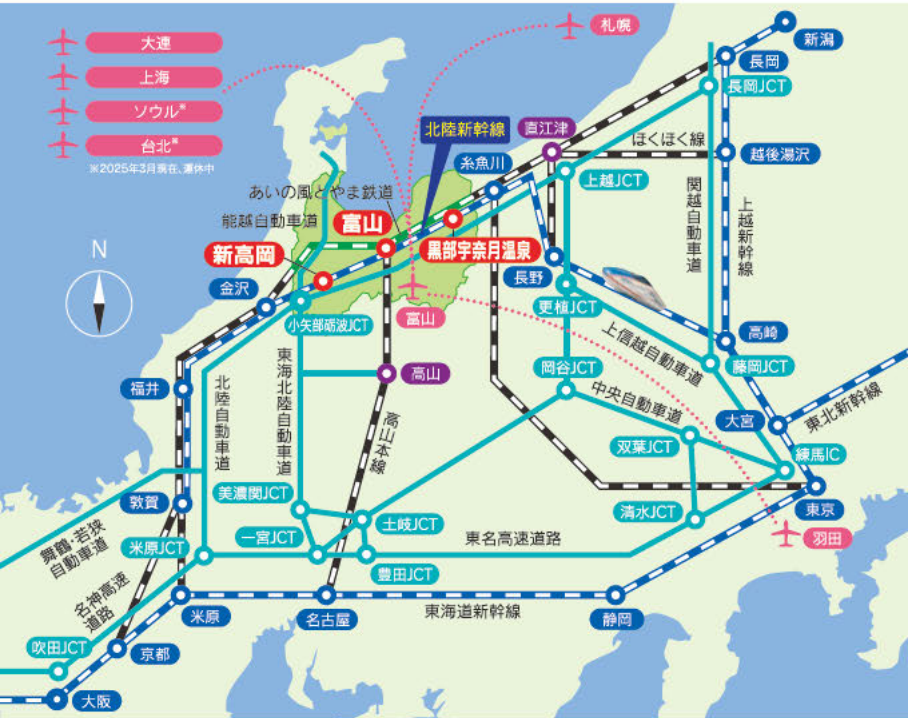 大連
上海
ソウル※
台北※
※2025年3月現在、運休中
札幌
新潟
長岡
長岡JCT
北陸新幹線
直江津
ほくほく線
越後湯沢
糸魚川
上越JCT
関越自動車道
上越新幹線
あいの風とやま鉄道
能越自動車道
富山
新高岡
黒部宇奈月温泉
N
金沢
長野
更植JCT
小矢部砺波JCT
富山
上信越自動車道
高崎
藤岡JCT
福井
北陸自動車道
東海北陸自動車道
高山
高山本線
岡谷JCT
中央自動車道
双葉JCT
大宮
東北新幹線
練馬IC
東京
敦賀
美濃関JCT
一宮JCT
土岐JCT
豊田JCT
清水JCT
東名高速道路
羽田
舞鶴・若狭
自動車道
米原JCT
名神高速
道路
米原
名古屋
東海道新幹線
静岡
吹田JCT
京都
大阪